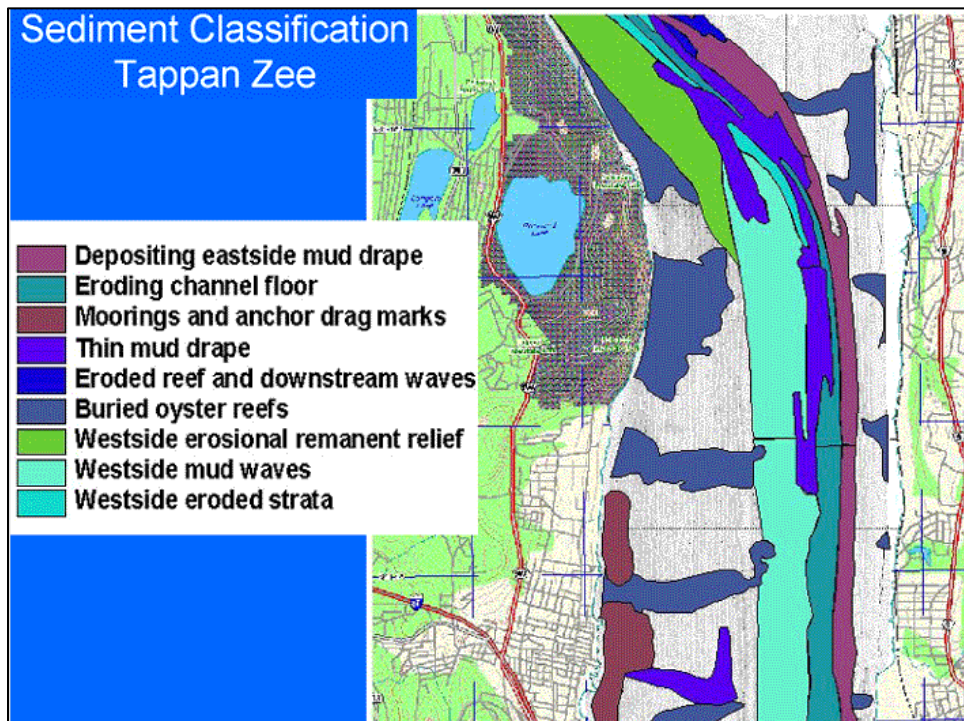 Sediment Classification
Tappan Zee
Depositing eastside mud drape
Eroding channel floor
Moorings and anchor drag marks
Thin mud drape
Eroded reef and downstream waves
Buried oyster reefs
Westside erosional remanent relief
Westside mud waves
Westside eroded strata